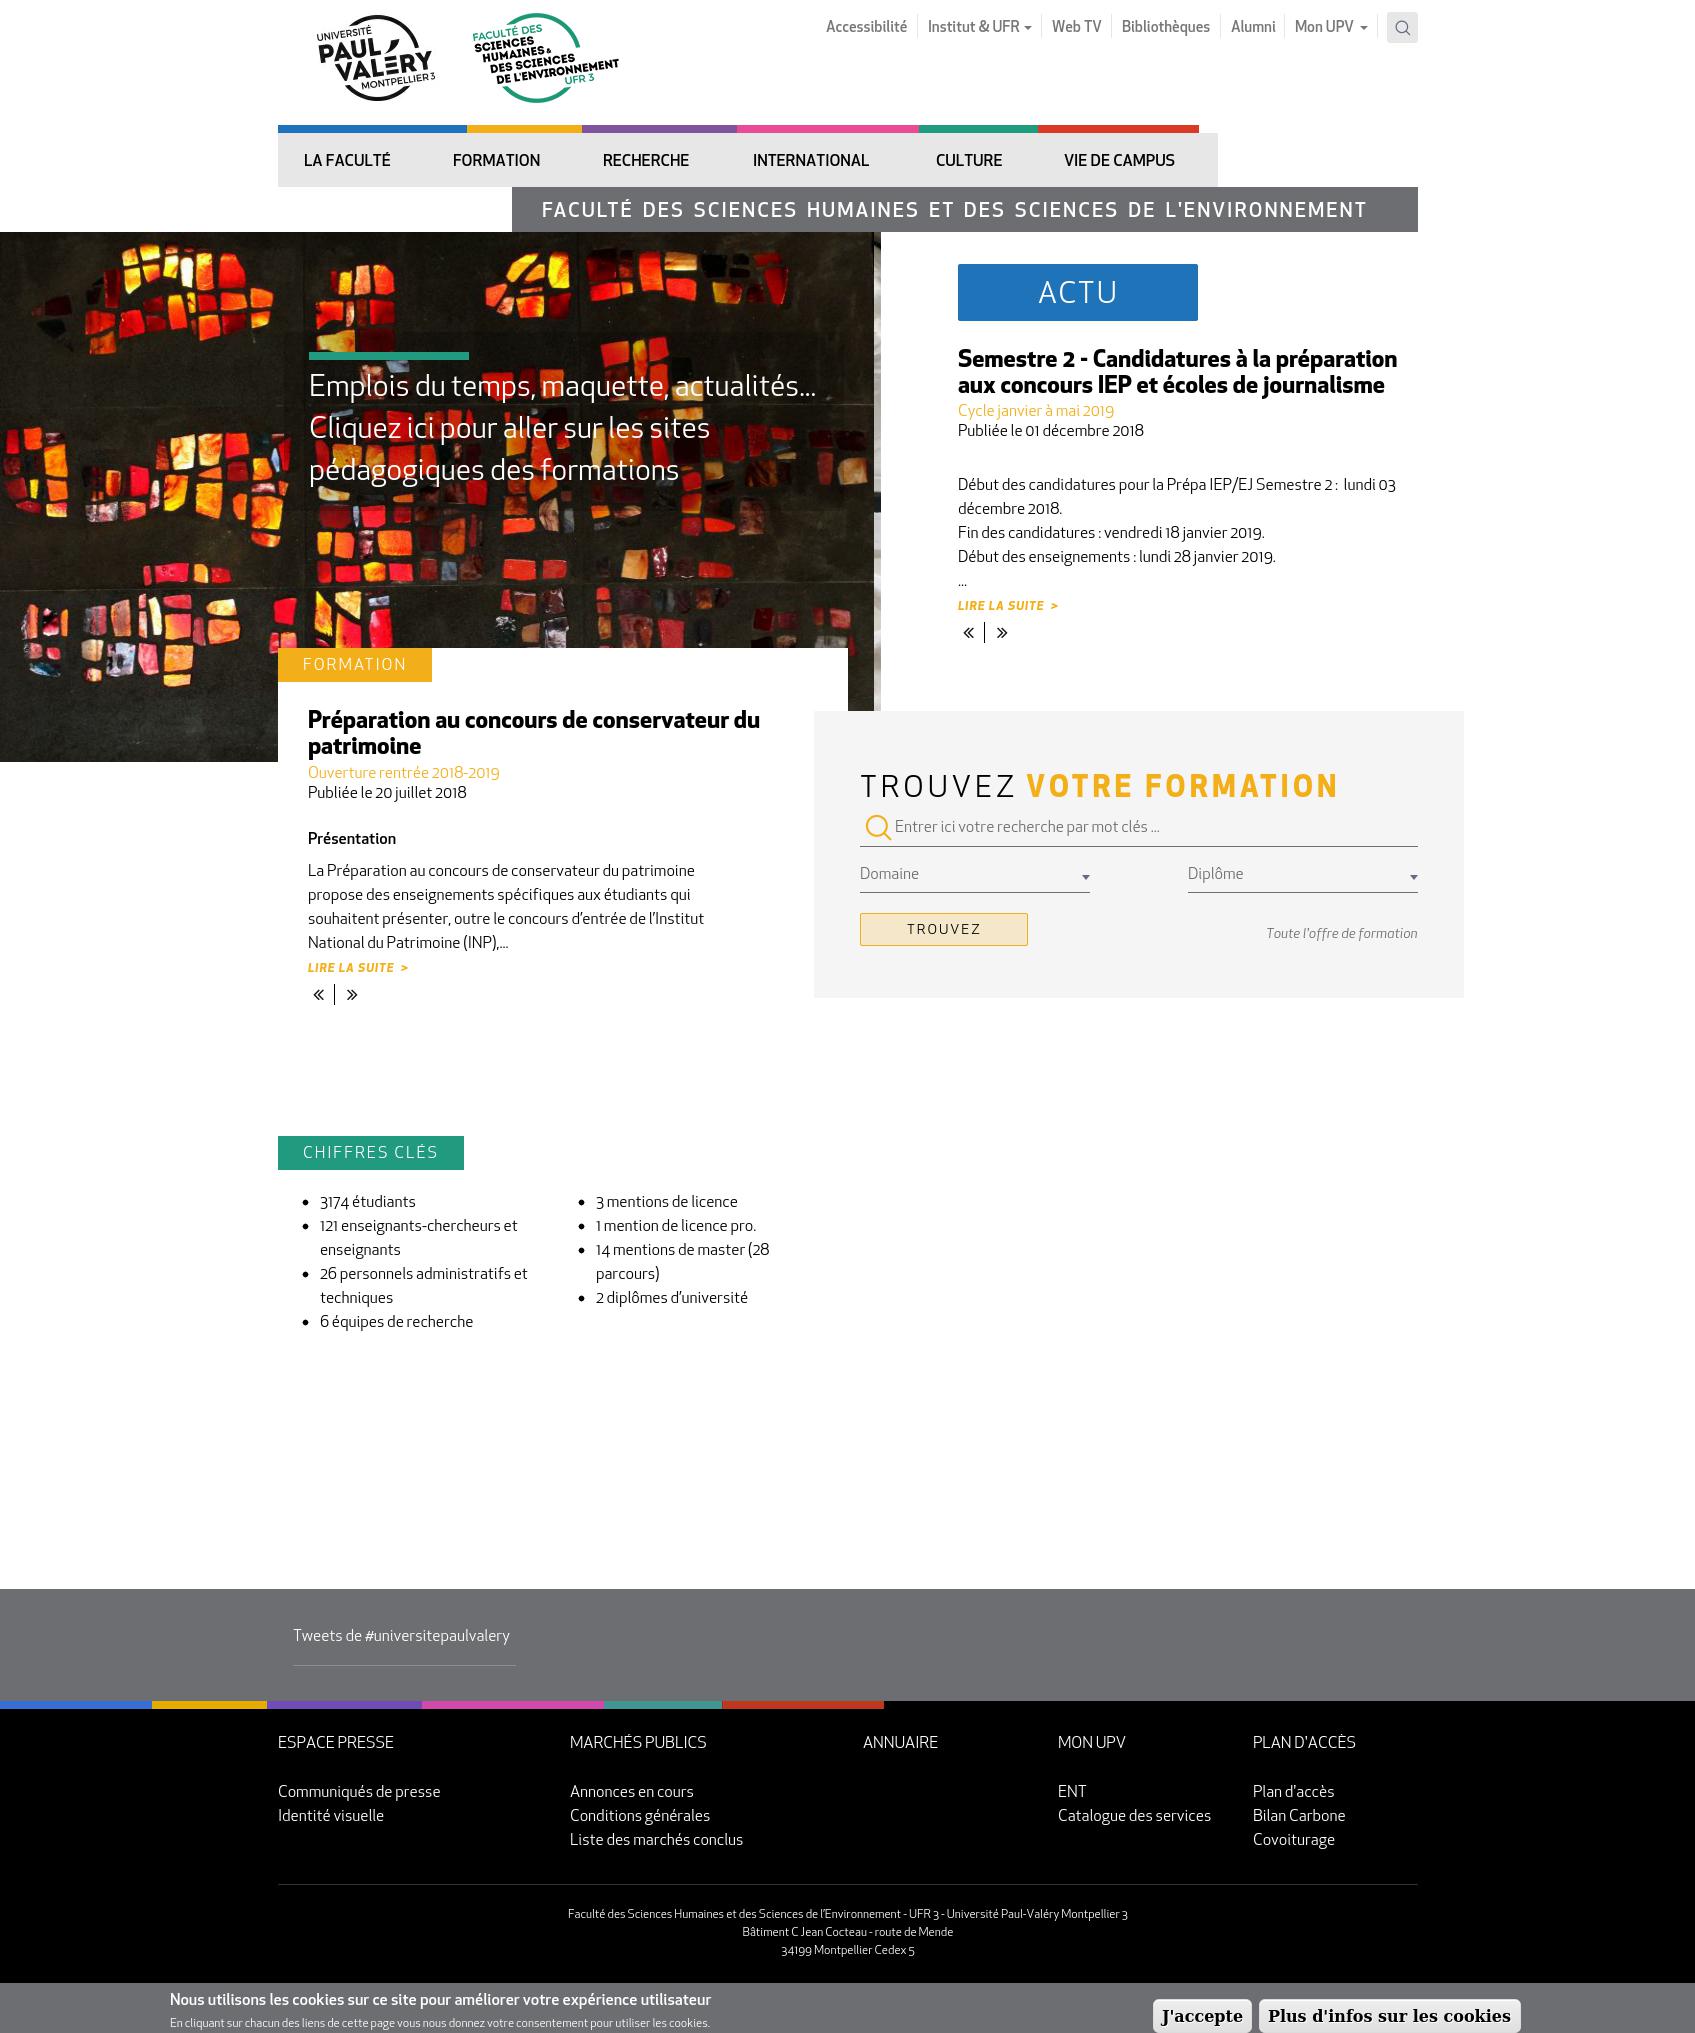 UNIVERSITÉ
PAUL
VALÉRY
MONTPELLIER 3
FACULTÉ DES
SCIENCES
HUMAINES &
DES SCIENCES
DE L'ENVIRONNEMENT
UFR 3
Accessibilité
Institut & UFR
Web TV
Bibliothèques
Alumni
Mon UPV
LA FACULTÉ
FORMATION
RECHERCHE
INTERNATIONAL
CULTURE
VIE DE CAMPUS
FACULTÉ DES SCIENCES HUMAINES ET DES SCIENCES DE L'ENVIRONNEMENT
Emplois du temps, maquette, actualités...
Cliquez ici pour aller sur les sites
pédagogiques des formations
ACTU
Semestre 2 - Candidatures à la préparation
aux concours IEP et écoles de journalisme
Cycle janvier à mai 2019
Publiée le 01 décembre 2018
Début des candidatures pour la Prépa IEP/EJ Semestre 2 : lundi 03
décembre 2018.
Fin des candidatures : vendredi 18 janvier 2019.
Début des enseignements : lundi 28 janvier 2019.
...
LIRE LA SUITE >
« »
FORMATION
Préparation au concours de conservateur du
patrimoine
Ouverture rentrée 2018-2019
Publiée le 20 juillet 2018
Présentation
La Préparation au concours de conservateur du patrimoine
propose des enseignements spécifiques aux étudiants qui
souhaitent présenter, outre le concours d'entrée de l'Institut
National du Patrimoine (INP),...
LIRE LA SUITE >
« »
TROUVEZ VOTRE FORMATION
Entrer ici votre recherche par mot clés ...
Domaine
Diplôme
TROUVEZ
Toute l'offre de formation
CHIFFRES CLÉS
• 3174 étudiants
• 121 enseignants-chercheurs et
enseignants
• 26 personnels administratifs et
techniques
• 6 équipes de recherche
• 3 mentions de licence
• 1 mention de licence pro.
• 14 mentions de master (28
parcours)
• 2 diplômes d'université
Tweets de #universitepaulvalery
ESPACE PRESSE
Communiqués de presse
Identité visuelle
MARCHÉS PUBLICS
Annonces en cours
Conditions générales
Liste des marchés conclus
ANNUAIRE
MON UPV
ENT
Catalogue des services
PLAN D'ACCÈS
Plan d'accès
Bilan Carbone
Covoiturage
Faculté des Sciences Humaines et des Sciences de l'Environnement - UFR 3 - Université Paul-Valéry Montpellier 3
Bâtiment C Jean Cocteau - route de Mende
34199 Montpellier Cedex 5
Nous utilisons les cookies sur ce site pour améliorer votre expérience utilisateur
En cliquant sur chacun des liens de cette page vous nous donnez votre consentement pour utiliser les cookies.
J'accepte
Plus d'infos sur les cookies